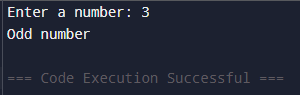 Enter a number: 3
Odd number
=== Code Execution Successful ===